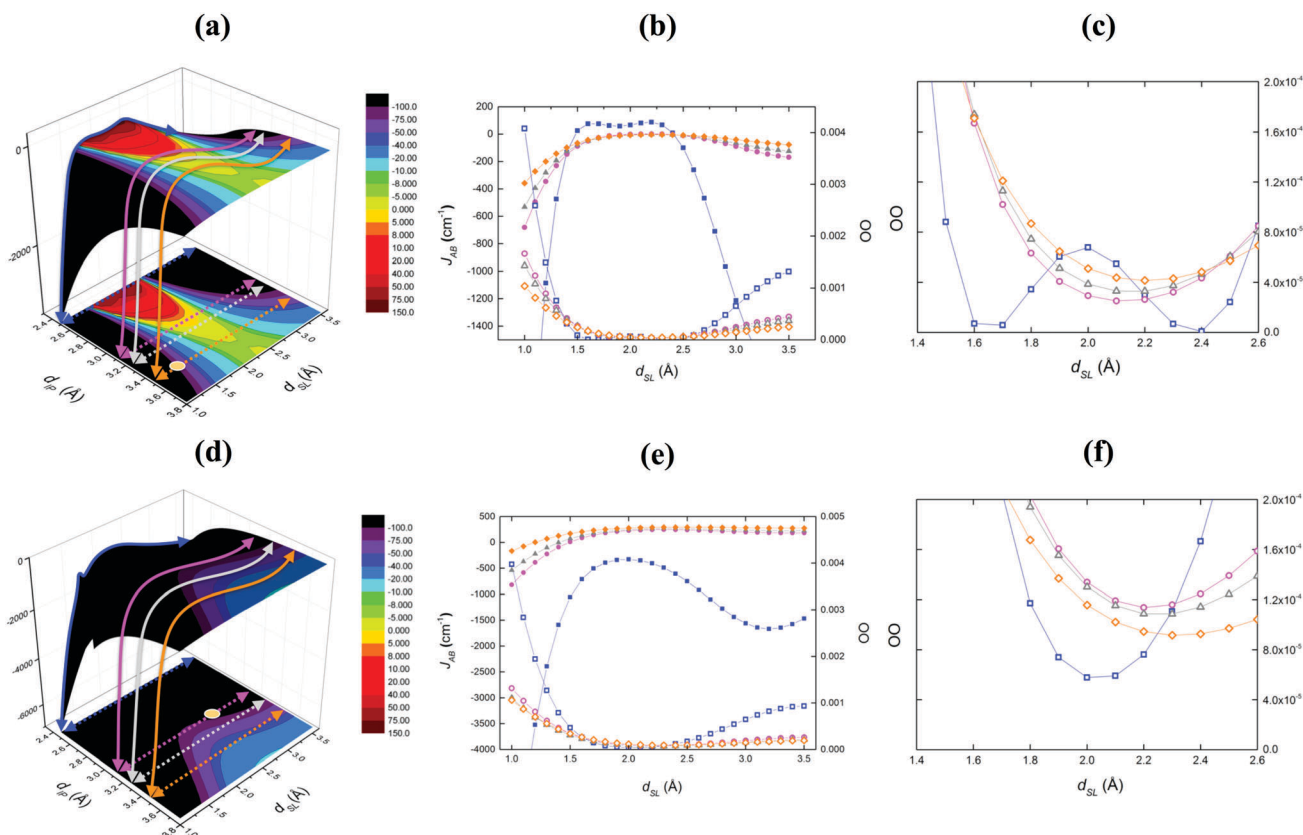 (a)
(b)
(c)
0
-2000
2.4
2.6
2.8
3.0
3.2
3.4
3.6
3.8
d_IP (Å)
1.0
1.5
2.0
2.5
3.0
3.5
d_SL (Å)
-100.0
-75.00
-50.00
-40.00
-20.00
-10.00
-8.000
-5.000
0.000
5.000
10.00
20.00
40.00
50.00
75.00
150.0
200
0
-200
-400
-600
-800
-1000
-1200
-1400
J_AB (cm⁻¹)
1.0 1.5 2.0 2.5 3.0 3.5
d_SL (Å)
0.004
0.003
0.002
0.001
0.000
OO
OO
2.0x10⁻⁴
1.6x10⁻⁴
1.2x10⁻⁴
8.0x10⁻⁵
4.0x10⁻⁵
0.0
1.4 1.6 1.8 2.0 2.2 2.4 2.6
d_SL (Å)
(d)
(e)
(f)
0
-2000
-4000
-6000
2.4
2.6
2.8
3.0
3.2
3.4
3.6
3.8
d_IP (Å)
1.0
1.5
2.0
2.5
3.0
3.5
d_SL (Å)
-100.0
-75.00
-50.00
-40.00
-20.00
-10.00
-8.000
-5.000
0.000
5.000
10.00
20.00
40.00
50.00
75.00
150.0
500
0
-500
-1000
-1500
-2000
-2500
-3000
-3500
-4000
J_AB (cm⁻¹)
1.0 1.5 2.0 2.5 3.0 3.5
d_SL (Å)
0.005
0.004
0.003
0.002
0.001
0.000
OO
OO
2.0x10⁻⁴
1.6x10⁻⁴
1.2x10⁻⁴
8.0x10⁻⁵
4.0x10⁻⁵
0.0
1.4 1.6 1.8 2.0 2.2 2.4 2.6
d_SL (Å)